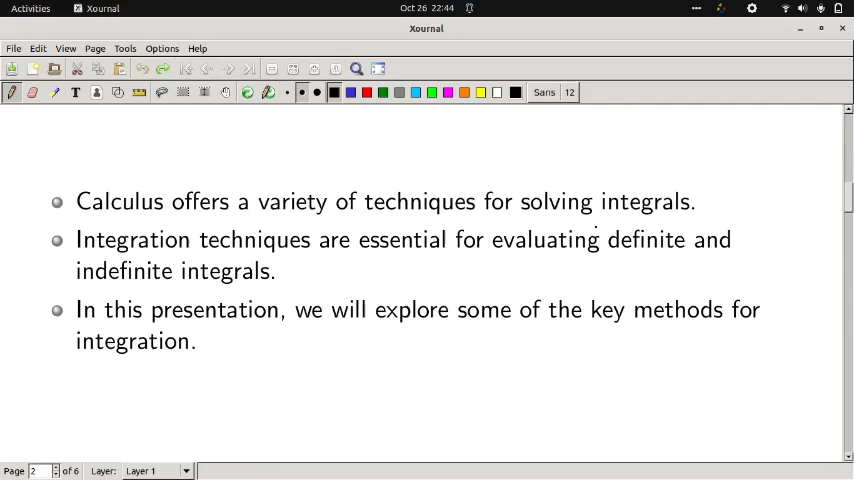 Activities Xournal Oct 26 22:44
Xournal
File Edit View Page Tools Options Help
Sans 12
Calculus offers a variety of techniques for solving integrals.
Integration techniques are essential for evaluating definite and
indefinite integrals.
In this presentation, we will explore some of the key methods for
integration.
Page 2 of 6 Layer: Layer 1